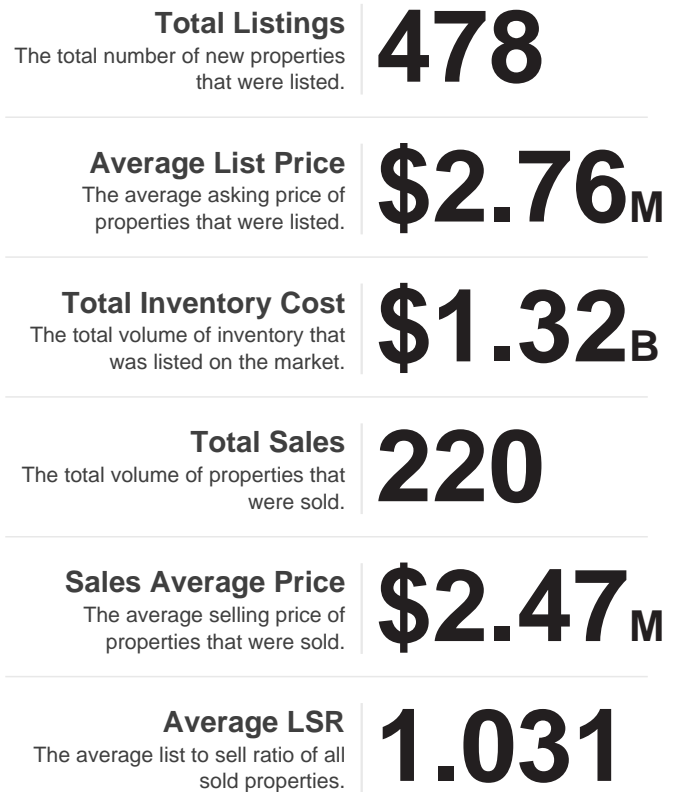 Total Listings
The total number of new properties
that were listed.
478
Average List Price
The average asking price of
properties that were listed.
$2.76M
Total Inventory Cost
The total volume of inventory that
was listed on the market.
$1.32B
Total Sales
The total volume of properties that
were sold.
220
Sales Average Price
The average selling price of
properties that were sold.
$2.47M
Average LSR
The average list to sell ratio of all
sold properties.
1.031